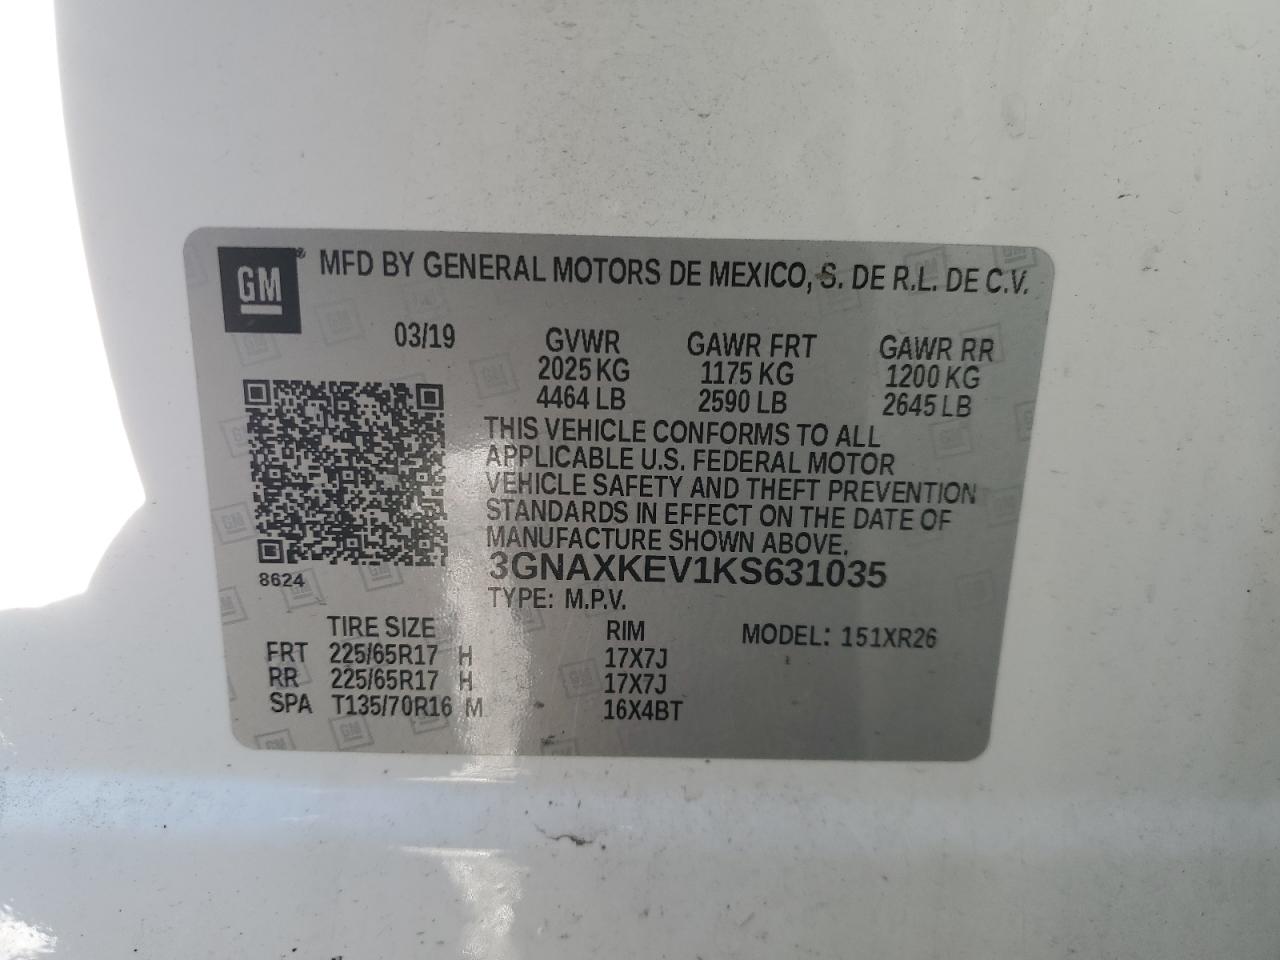 GM® MFD BY GENERAL MOTORS DE MEXICO, S. DE R.L. DE C.V.
03/19 GVWR GAWR FRT GAWR RR
2025 KG 1175 KG 1200 KG
4464 LB 2590 LB 2645 LB
THIS VEHICLE CONFORMS TO ALL
APPLICABLE U.S. FEDERAL MOTOR
VEHICLE SAFETY AND THEFT PREVENTION
STANDARDS IN EFFECT ON THE DATE OF
MANUFACTURE SHOWN ABOVE.
8624 3GNAXKEV1KS631035
TYPE: M.P.V.
TIRE SIZE RIM MODEL: 151XR26
FRT 225/65R17 H 17X7J
RR 225/65R17 H 17X7J
SPA T135/70R16 M 16X4BT